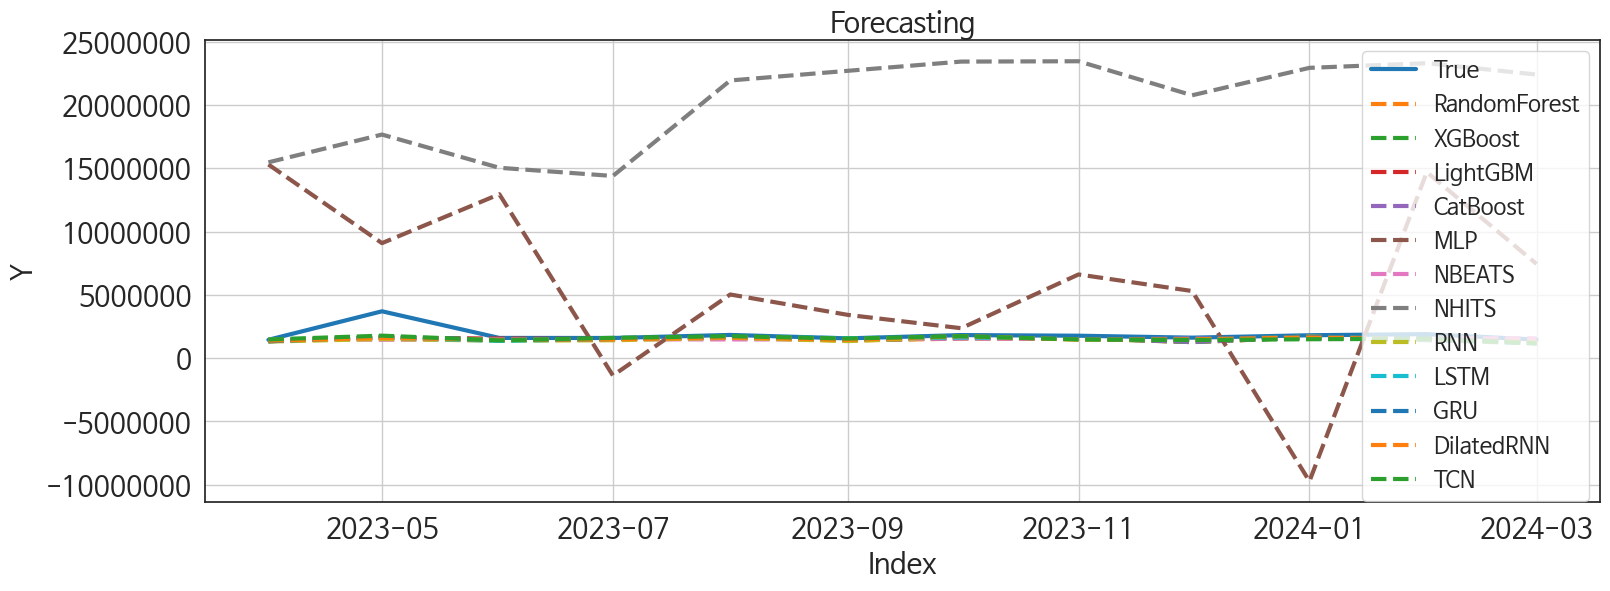 Forecasting
25000000
20000000
15000000
10000000
5000000
0
−5000000
−10000000
Y
2023−05
2023−07
2023−09
2023−11
2024−01
2024−03
Index
True
RandomForest
XGBoost
LightGBM
CatBoost
MLP
NBEATS
NHITS
RNN
LSTM
GRU
DilatedRNN
TCN